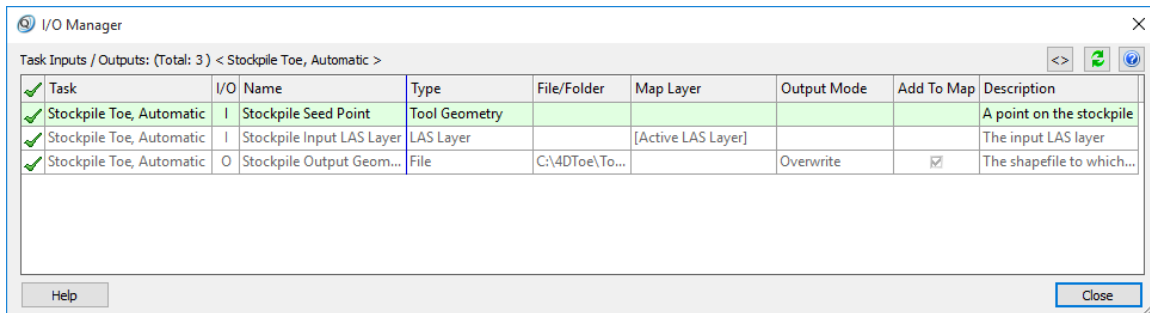 I/O Manager
Task Inputs / Outputs: (Total: 3 ) < Stockpile Toe, Automatic > <>
Task I/O Name Type File/Folder Map Layer Output Mode Add To Map Description
Stockpile Toe, Automatic I Stockpile Seed Point Tool Geometry A point on the stockpile
Stockpile Toe, Automatic I Stockpile Input LAS Layer LAS Layer [Active LAS Layer] The input LAS layer
Stockpile Toe, Automatic O Stockpile Output Geom... File C:\4DToe\To... Overwrite The shapefile to which...
Help Close